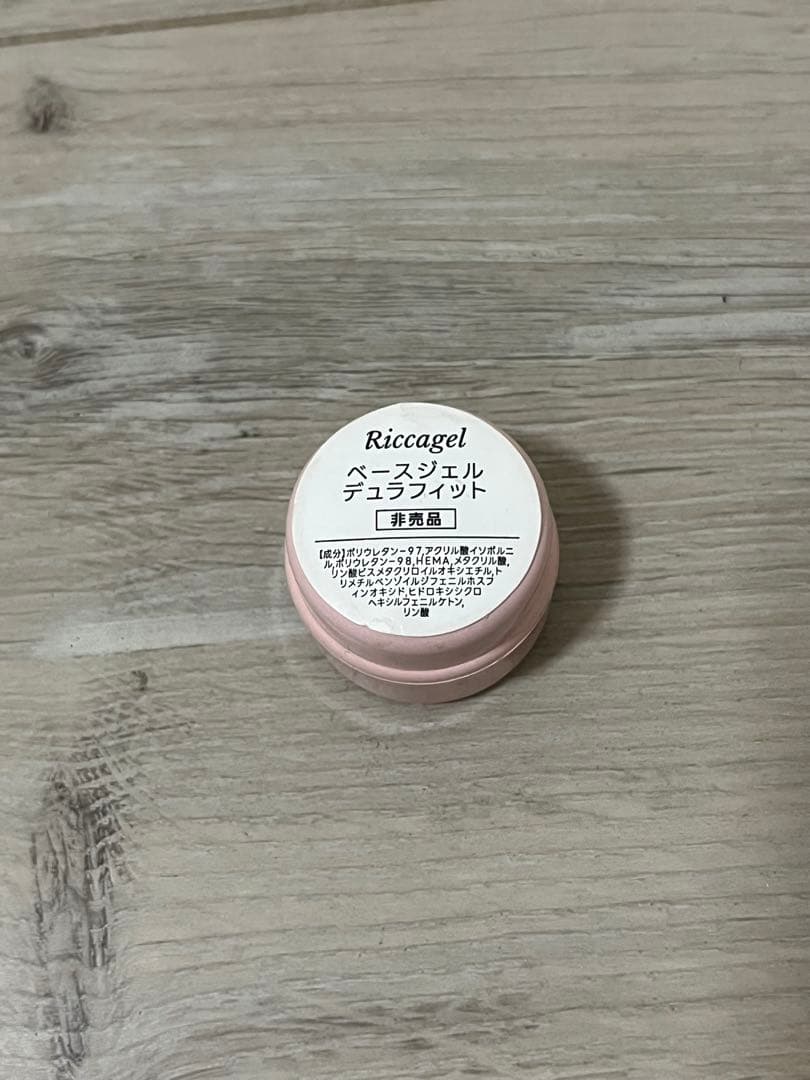 Riccagel
ベースジェル
デュラフィット
非売品
【成分】ポリウレタン－97,アクリル酸イソボルニ
ル,ポリウレタン－98,HEMA,メタクリル酸,
リン酸ビスメタクリロイルオキシエチル,ト
リメチルベンゾイルジフェニルホスフ
ィンオキシド,ヒドロキシシクロ
ヘキシルフェニルケトン,
リン酸